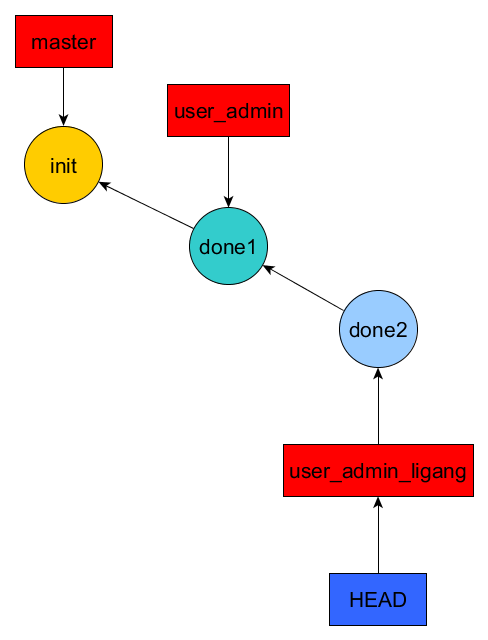 master
user_admin
init
done1
done2
user_admin_ligang
HEAD